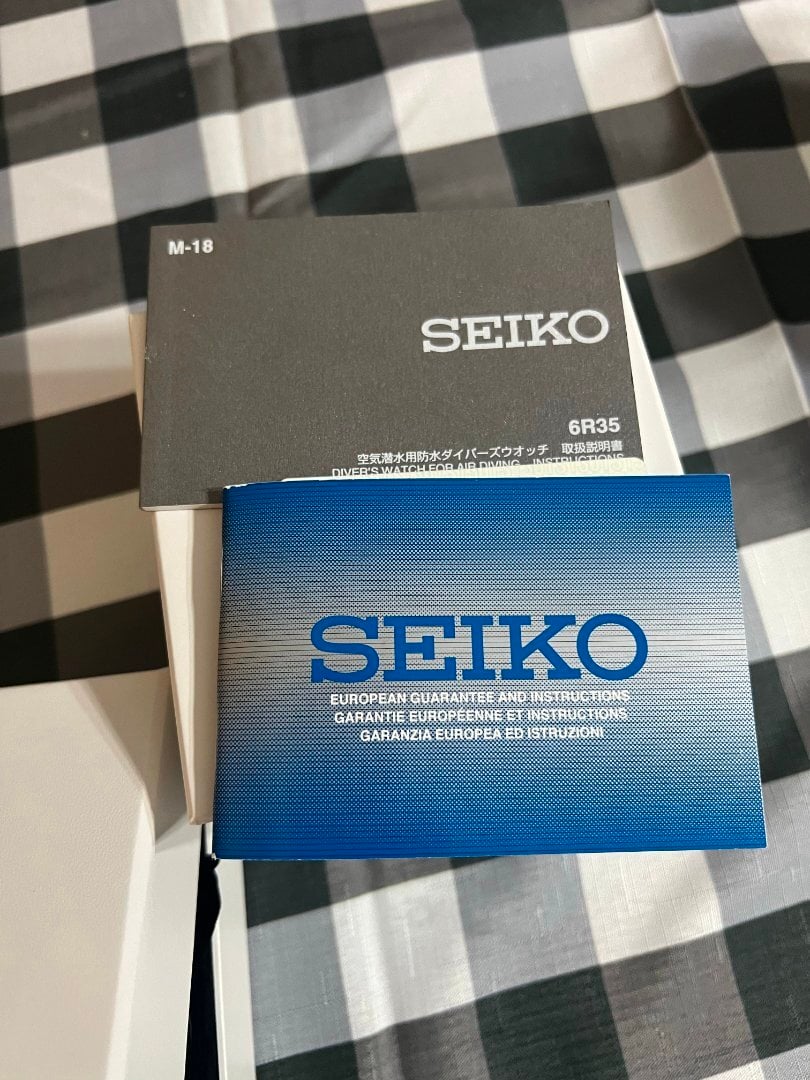 M-18
SEIKO
6R35
空気潜水用防水ダイバーズウオッチ 取扱説明書
DIVER'S WATCH FOR AIR DIVING INSTRUCTIONS
SEIKO
EUROPEAN GUARANTEE AND INSTRUCTIONS
GARANTIE EUROPÉENNE ET INSTRUCTIONS
GARANZIA EUROPEA ED ISTRUZIONI